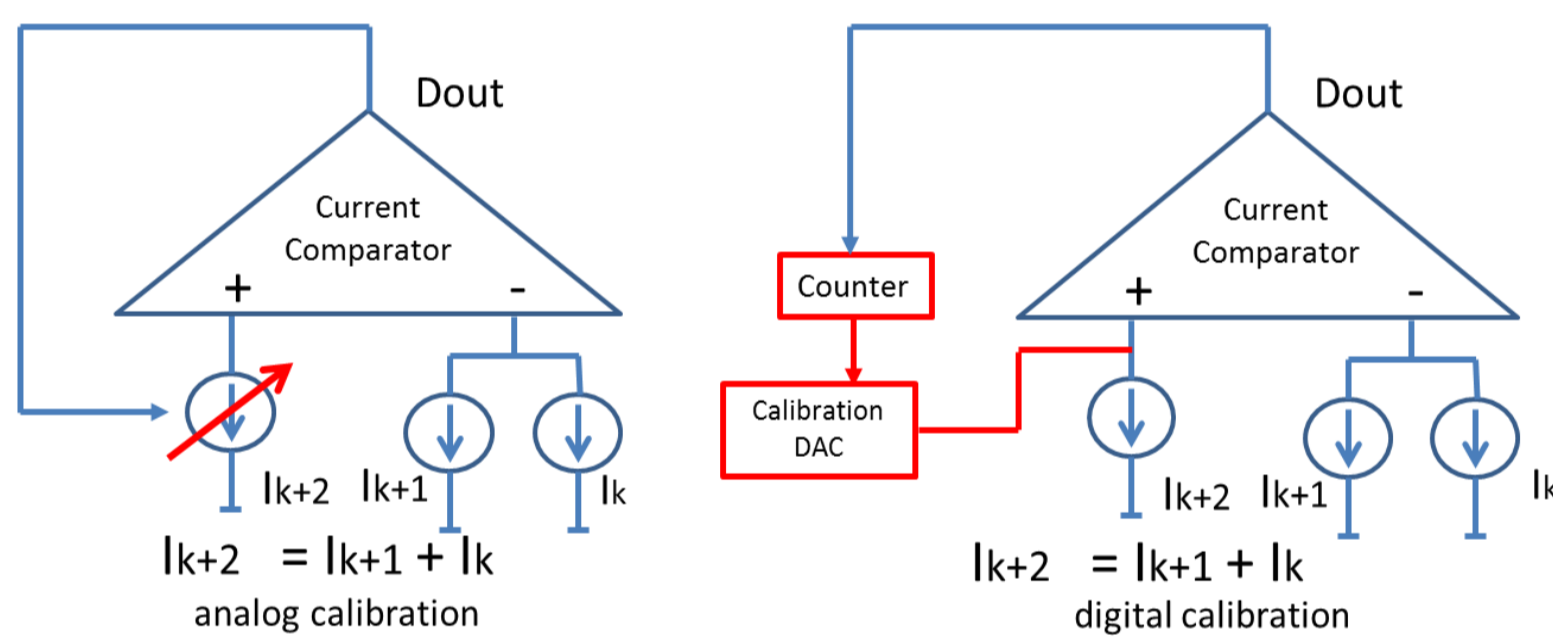 Dout
Current
Comparator
+ -
Ik+2 Ik+1 Ik
Ik+2 = Ik+1 + Ik
analog calibration
Dout
Current
Comparator
+ -
Counter
Calibration
DAC
Ik+2 Ik+1 Ik
Ik+2 = Ik+1 + Ik
digital calibration